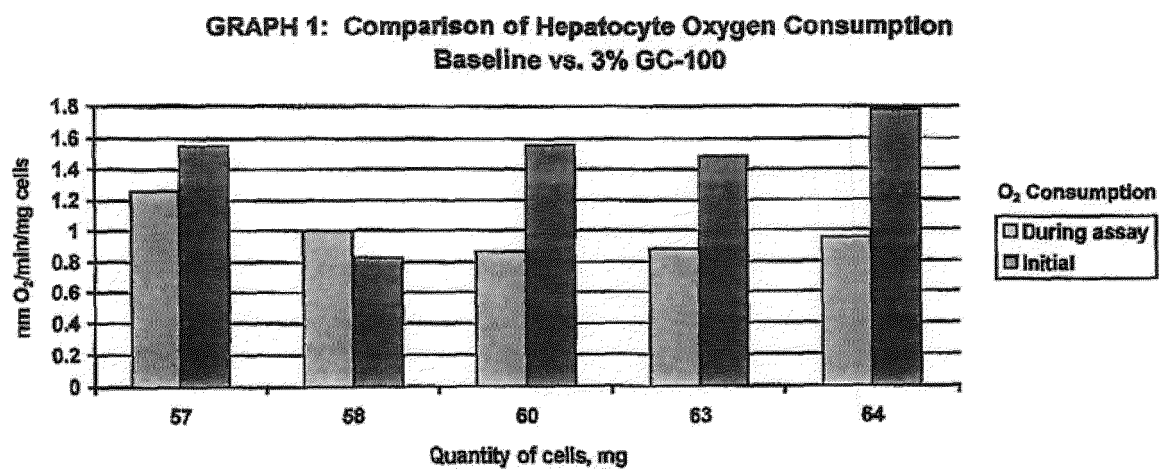 GRAPH 1: Comparison of Hepatocyte Oxygen Consumption
Baseline vs. 3% GC-100
1.8
1.6
1.4
1.2
1
0.8
0.6
0.4
0.2
0
nm O₂/min/mg cells
57 58 60 63 64
Quantity of cells, mg
O₂ Consumption
During assay
Initial